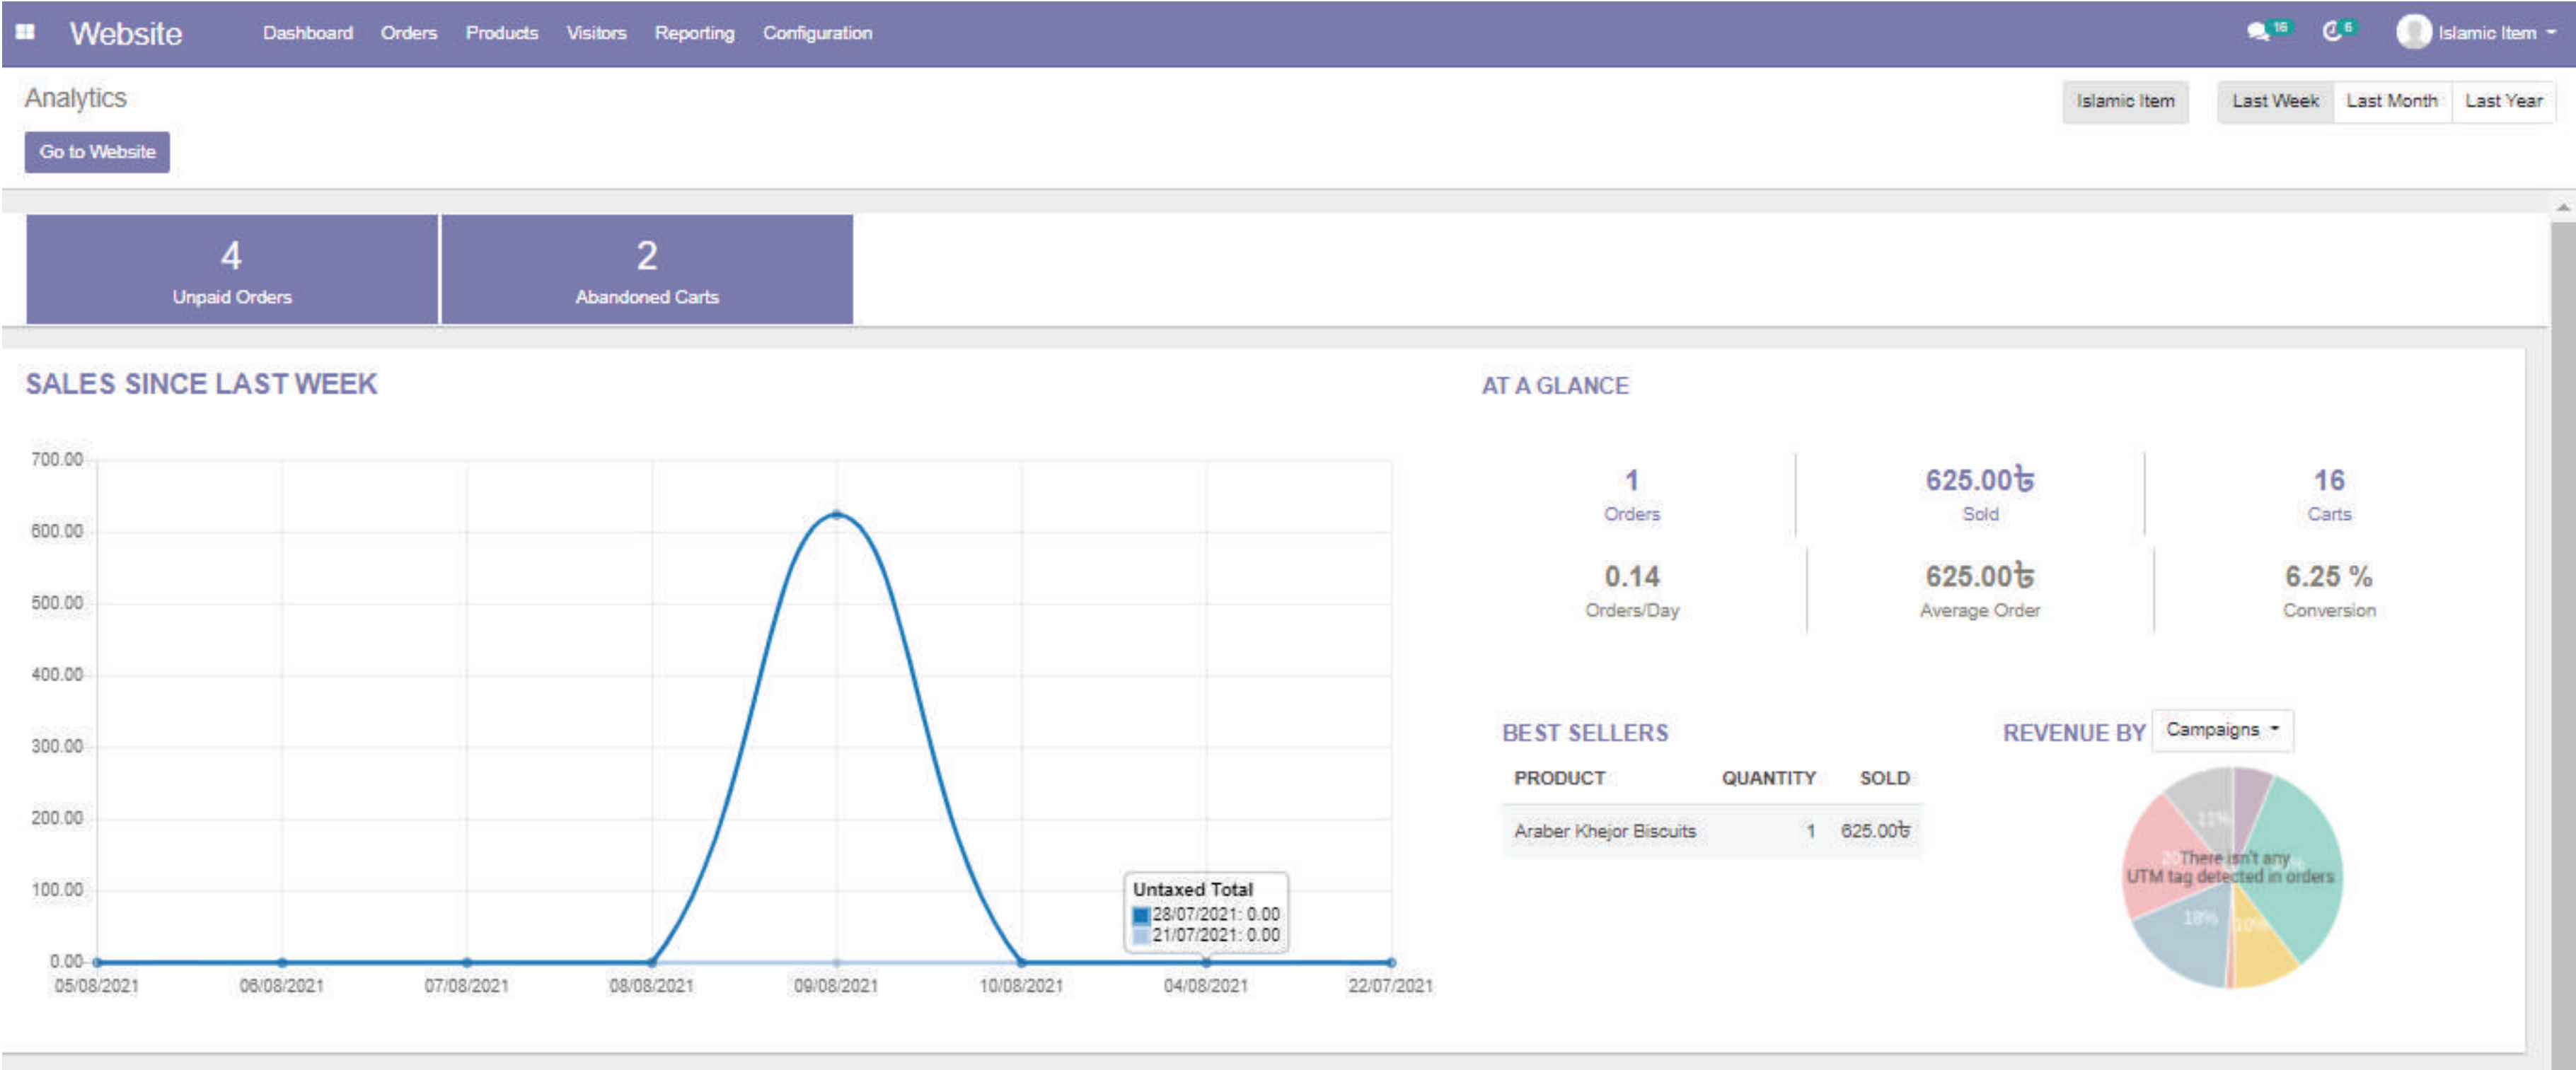 Website Dashboard Orders Products Visitors Reporting Configuration 16 6 Islamic Item
Analytics
Islamic Item Last Week Last Month Last Year
Go to Website
4
Unpaid Orders
2
Abandoned Carts
SALES SINCE LAST WEEK
700.00
600.00
500.00
400.00
300.00
200.00
100.00
0.00
Untaxed Total
28/07/2021: 0.00
21/07/2021: 0.00
05/08/2021 06/08/2021 07/08/2021 08/08/2021 09/08/2021 10/08/2021 04/08/2021 22/07/2021
AT A GLANCE
1
Orders
625.00৳
Sold
16
Carts
0.14
Orders/Day
625.00৳
Average Order
6.25 %
Conversion
BEST SELLERS
PRODUCT QUANTITY SOLD
Araber Khejor Biscuits 1 625.00৳
REVENUE BY Campaigns
11%
There isn't any
UTM tag detected in orders
18% 10%